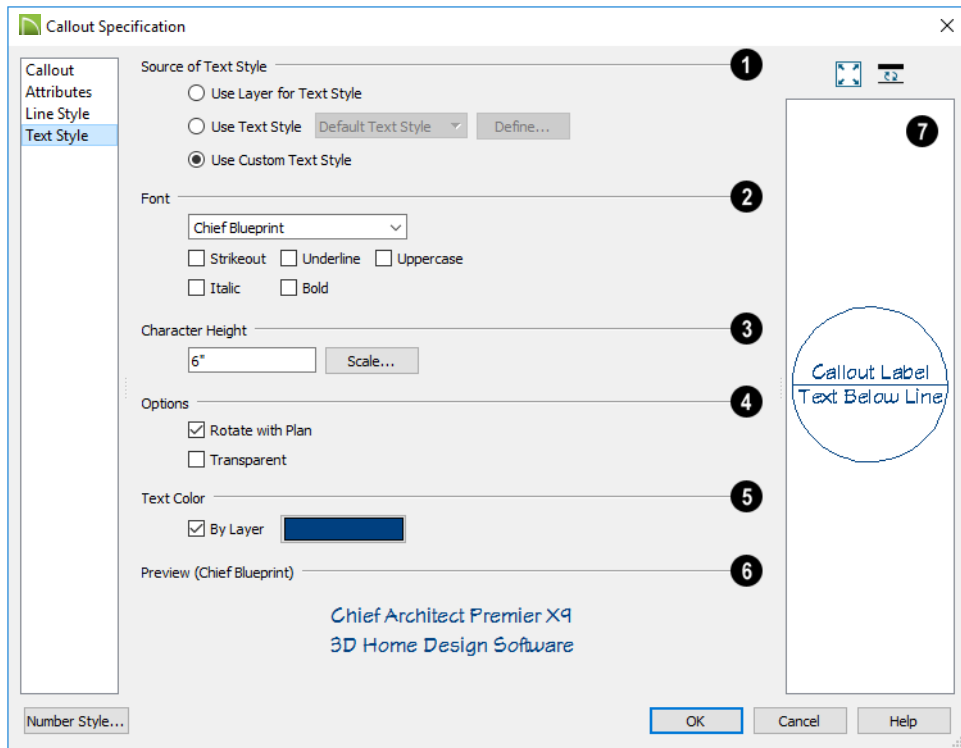 Callout Specification
Callout
Attributes
Line Style
Text Style
Source of Text Style 1
Use Layer for Text Style
Use Text Style Default Text Style Define...
Use Custom Text Style
Font 2
Chief Blueprint
Strikeout Underline Uppercase
Italic Bold
Character Height 3
6" Scale...
Options 4
Rotate with Plan
Transparent
Text Color 5
By Layer
Preview (Chief Blueprint) 6
Chief Architect Premier X9
3D Home Design Software
7
Callout Label
Text Below Line
Number Style... OK Cancel Help